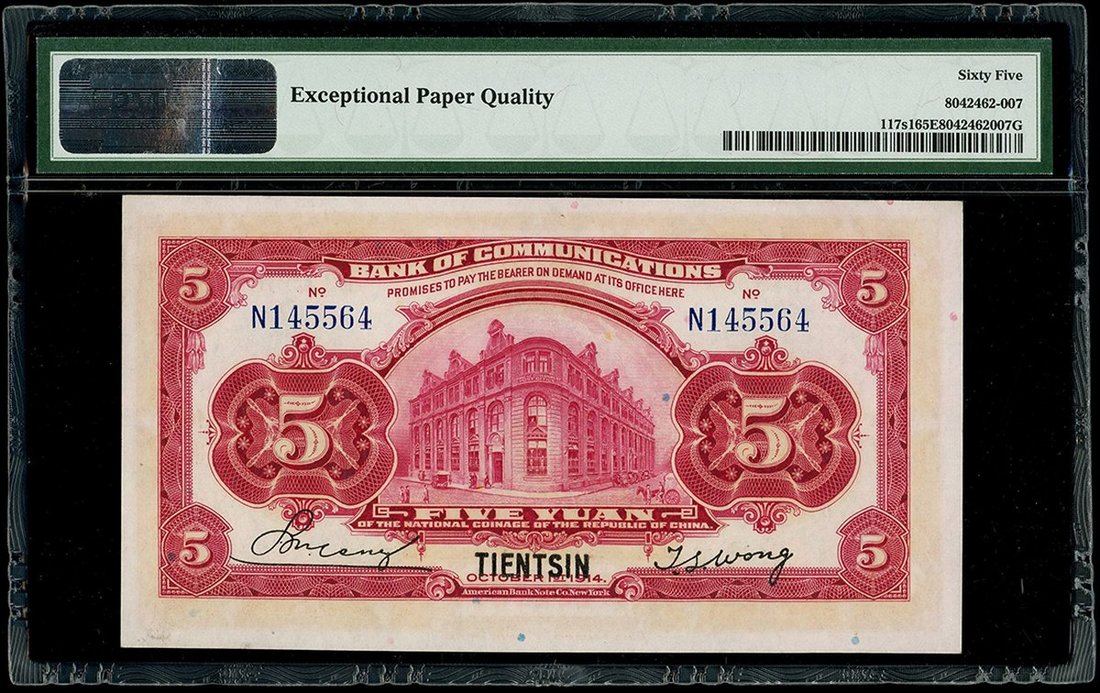 Exceptional Paper Quality
Sixty Five
8042462-007
117s165E8042462007G
BANK OF COMMUNICATIONS
PROMISES TO PAY THE BEARER ON DEMAND AT ITS OFFICE HERE
5
5
Nº
Nº
N145564
N145564
5
5
FIVE YUAN
OF THE NATIONAL COINAGE OF THE REPUBLIC OF CHINA.
5
5
TIENTSIN
T.S. Wong
OCTOBER 1ST 1914.
American Bank Note Co. New York